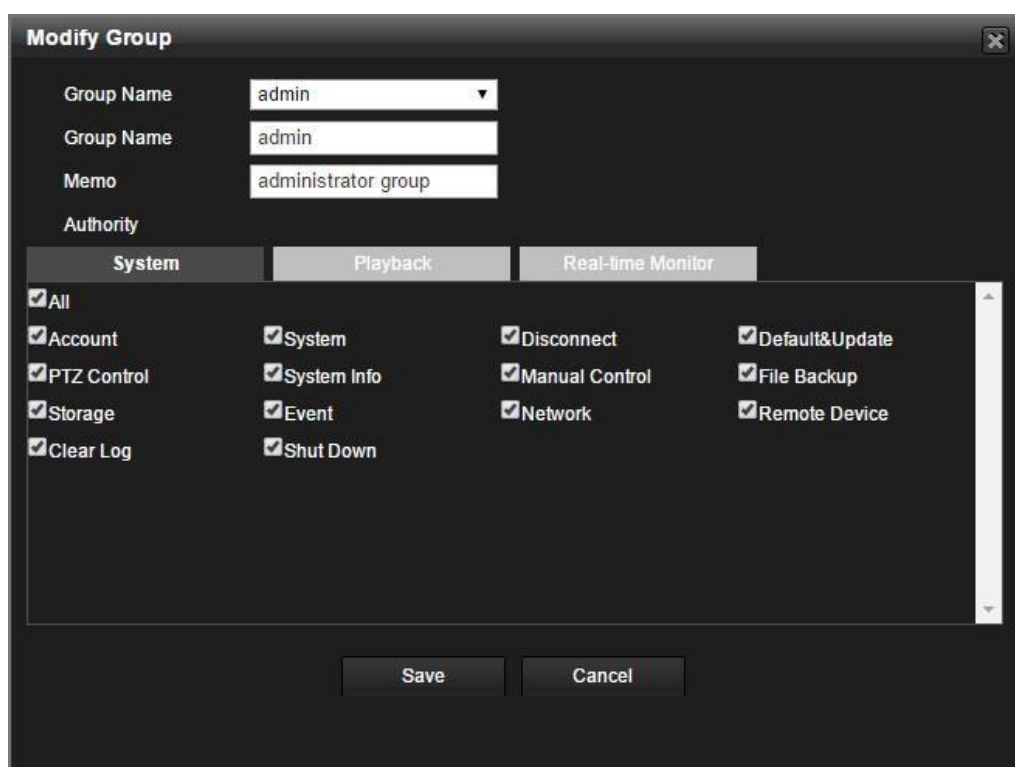 Modify Group
Group Name admin
Group Name admin
Memo administrator group
Authority
System Playback Real-time Monitor
All
Account System Disconnect Default&Update
PTZ Control System Info Manual Control File Backup
Storage Event Network Remote Device
Clear Log Shut Down
Save Cancel